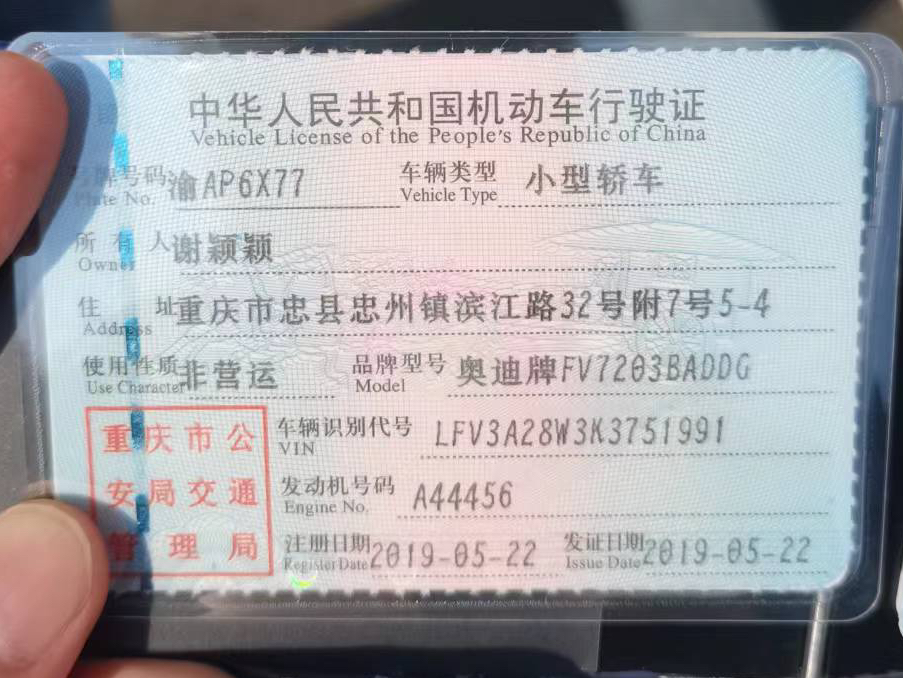 中华人民共和国机动车行驶证
Vehicle License of the People's Republic of China
号牌号码 渝AP6X77 车辆类型 小型轿车
Plate No. Vehicle Type
所有人 谢颖颖
Owner
住址 重庆市忠县忠州镇滨江路32号附7号5-4
Address
使用性质 非营运 品牌型号 奥迪牌FV7203BADDG
Use Character Model
重庆市公 车辆识别代号 LFV3A28W3K3751991
VIN
安局交通 发动机号码 A44456
Engine No.
管理局 注册日期 2019-05-22 发证日期 2019-05-22
Register Date Issue Date